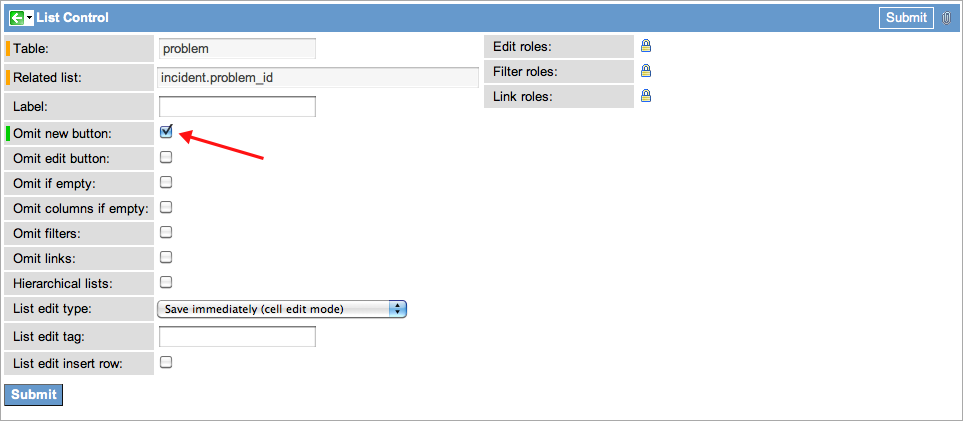 List Control
Submit
Table: problem
Edit roles:
Related list: incident.problem_id
Filter roles:
Label:
Link roles:
Omit new button:
Omit edit button:
Omit if empty:
Omit columns if empty:
Omit filters:
Omit links:
Hierarchical lists:
List edit type: Save immediately (cell edit mode)
List edit tag:
List edit insert row:
Submit